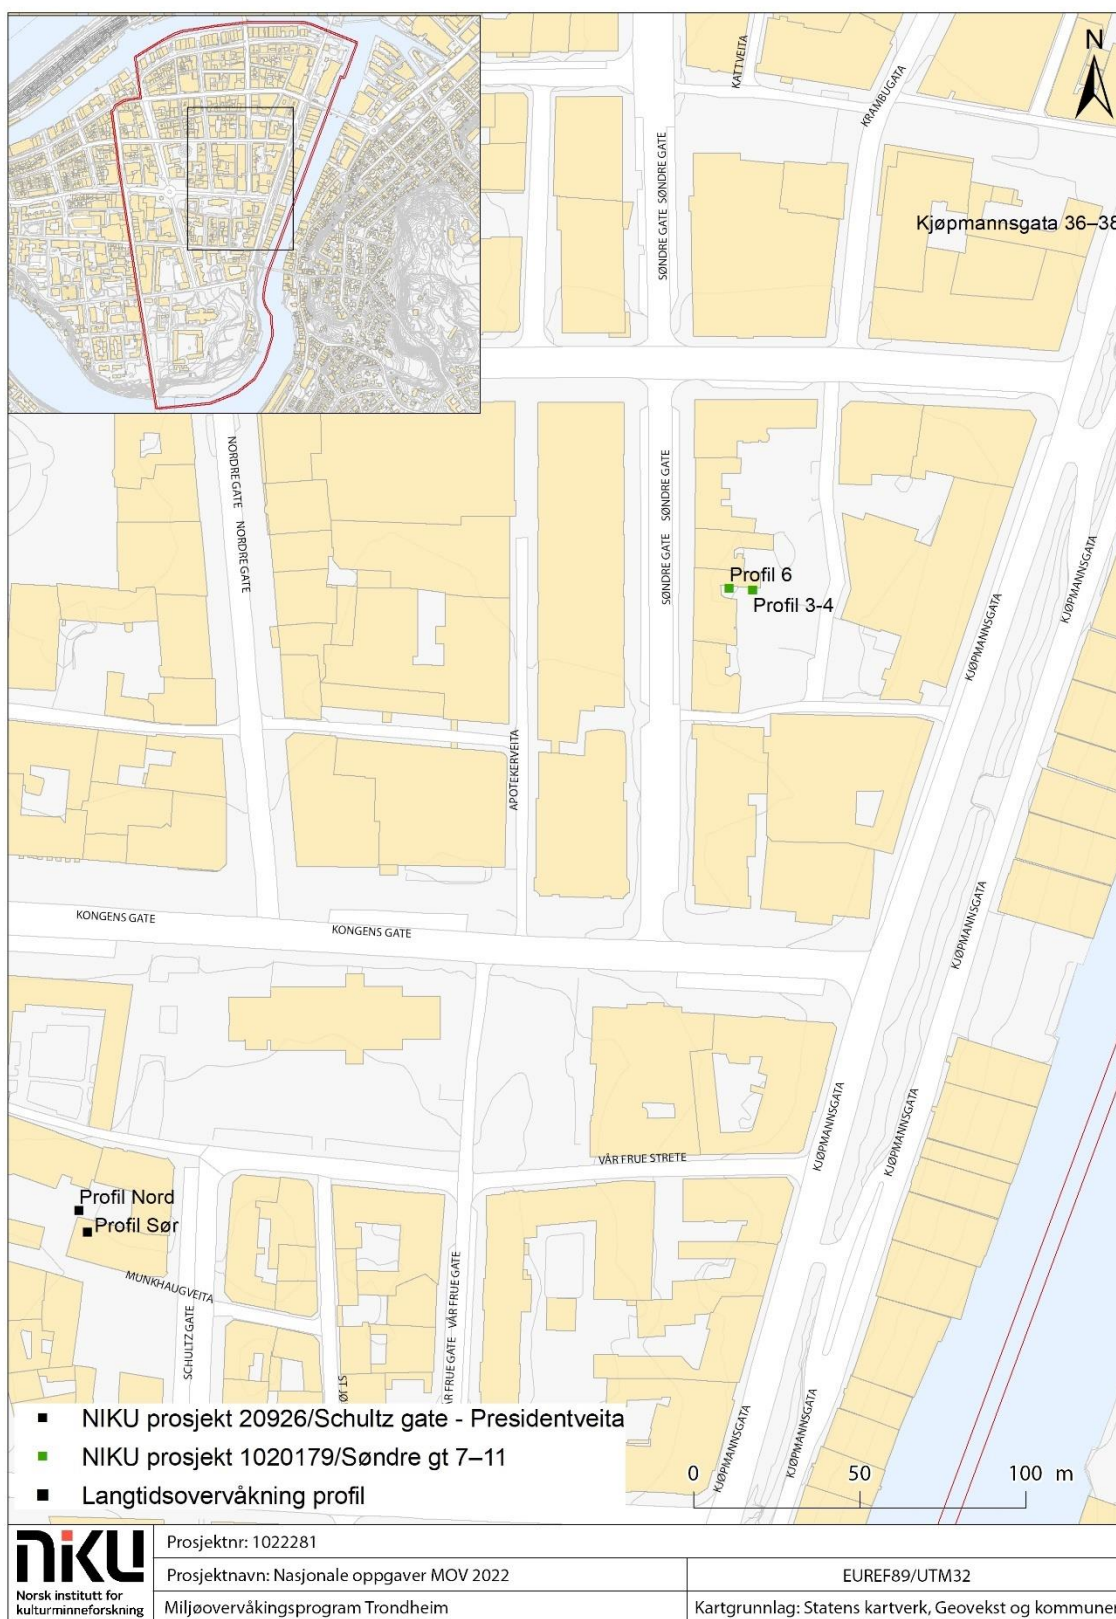 N
KATTVEITA
KRAMBUGATA
SØNDRE GATE SØNDRE GATE
Kjøpmannsgata 36–38
NORDRE GATE NORDRE GATE
SØNDRE GATE SØNDRE GATE
KJØPMANNSGATA
KJØPMANNSGATA
Profil 6
Profil 3-4
APOTEKERVEITA
KONGENS GATE
KONGENS GATE
KJØPMANNSGATA
KJØPMANNSGATA
KJØPMANNSGATA
VÅR FRUE STRETE
Profil Nord
Profil Sør
MUNKHAUGVEITA
SCHULTZ GATE
VÅR FRUE GATE VÅR FRUE GATE
KJØPMANNSGATA
KJØPMANNSGATA
NIKU prosjekt 20926/Schultz gate - Presidentveita
NIKU prosjekt 1020179/Søndre gt 7–11
Langtidsovervåkning profil
0 50 100 m
niku
Norsk institutt for
kulturminneforskning
Prosjektnr: 1022281
Prosjektnavn: Nasjonale oppgaver MOV 2022
EUREF89/UTM32
Miljøovervåkingsprogram Trondheim
Kartgrunnlag: Statens kartverk, Geovekst og kommuner